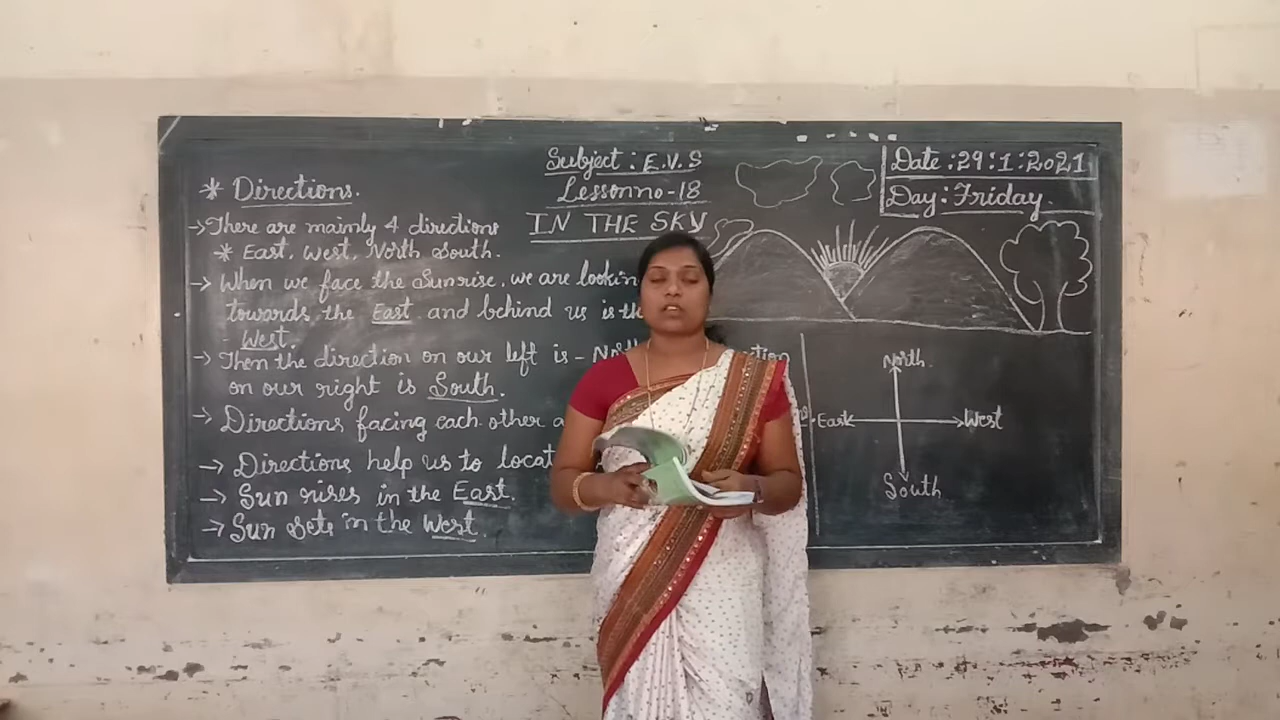 Subject : E.V.S
Lesson no - 18
IN THE SKY
Date : 29 : 1 : 2021
Day : Friday.
* Directions.
→ There are mainly 4 directions
* East, West, North South.
→ When we face the Sunrise, we are lookin
towards the East and behind us is th
West.
→ Then the direction on our left is - Nor
on our right is South.
→ Directions facing each other a
→ Directions help us to locat
→ Sun rises in the East.
→ Sun Sets in the West.
North
East West
South